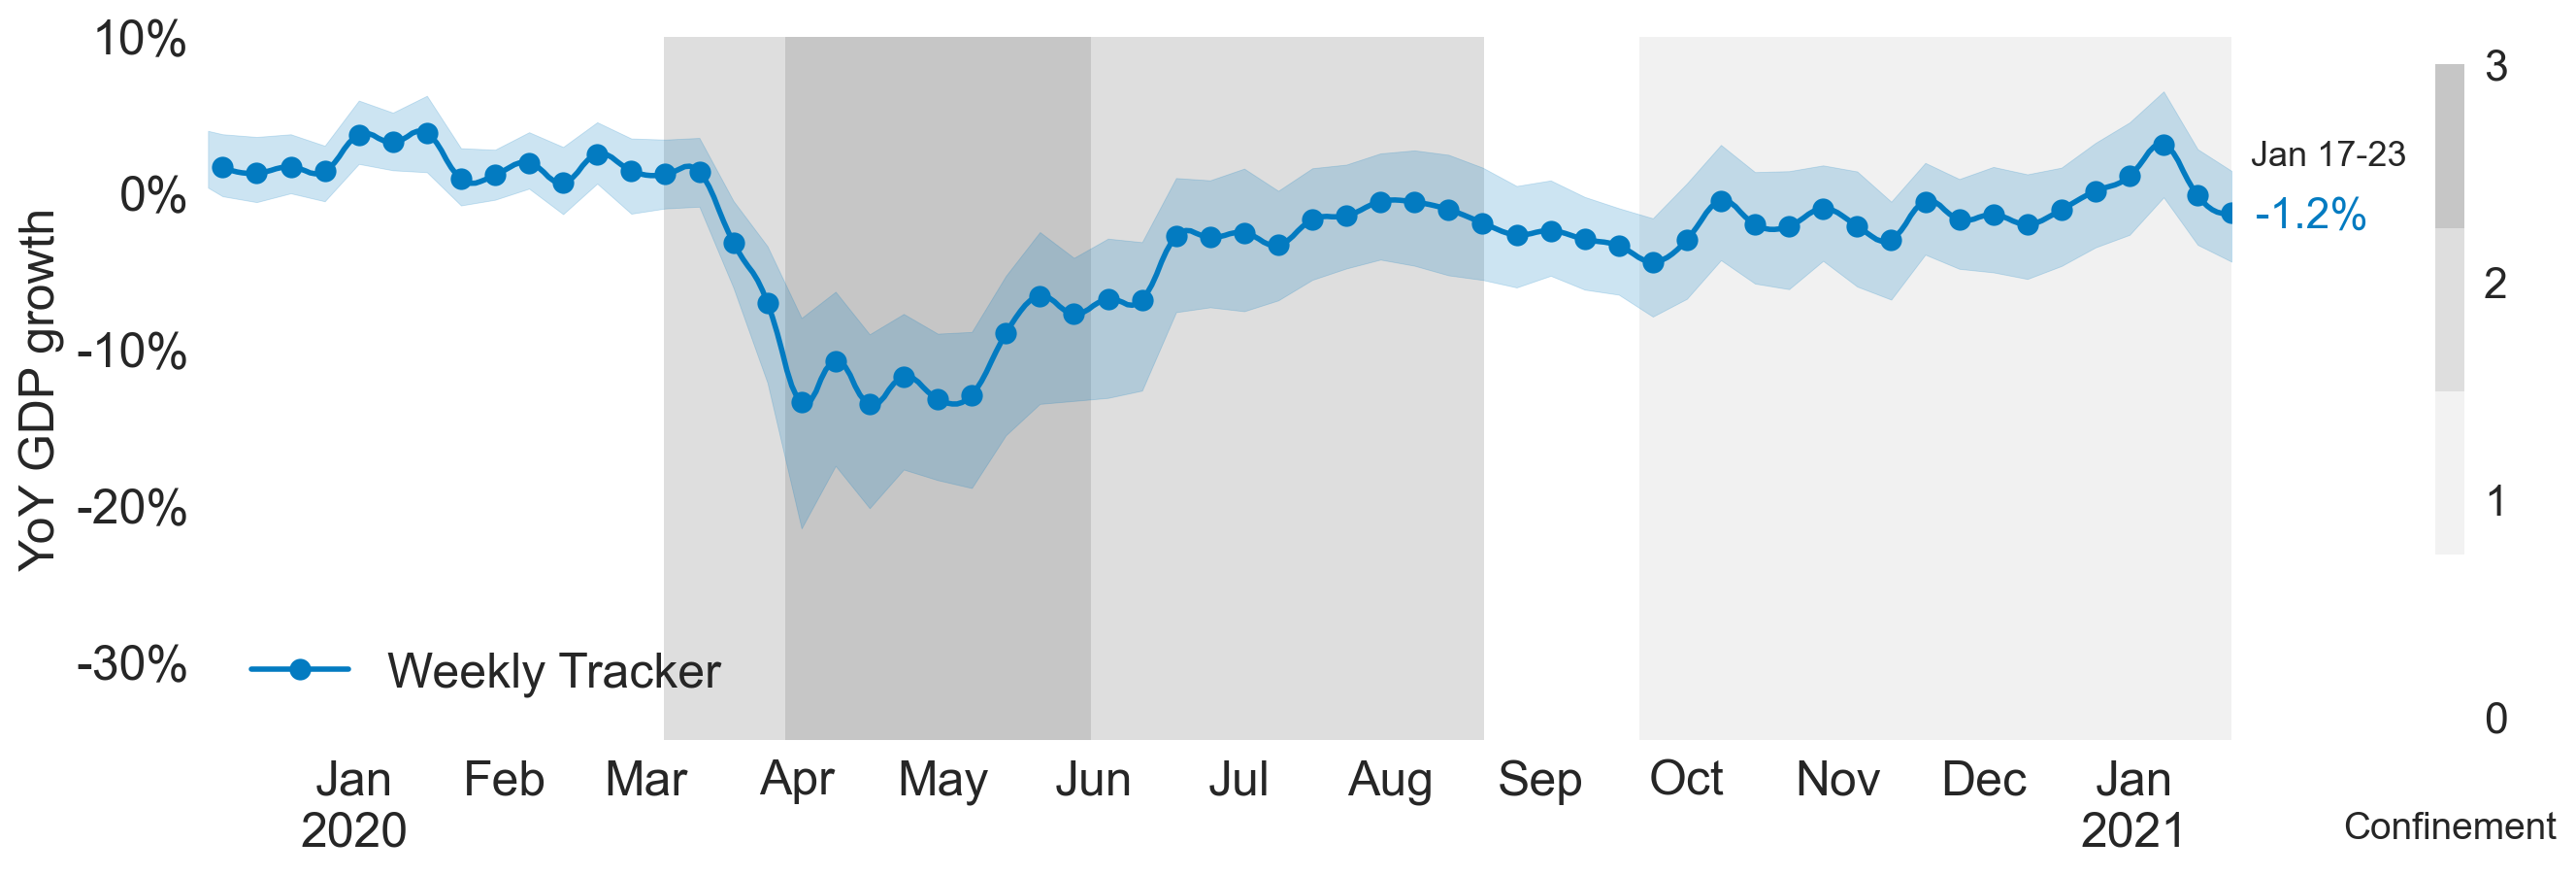 10%
0%
-10%
-20%
-30%
YoY GDP growth
Weekly Tracker
Jan Feb Mar Apr May Jun Jul Aug Sep Oct Nov Dec Jan
2020 2021
Jan 17-23
-1.2%
3
2
1
0
Confinement